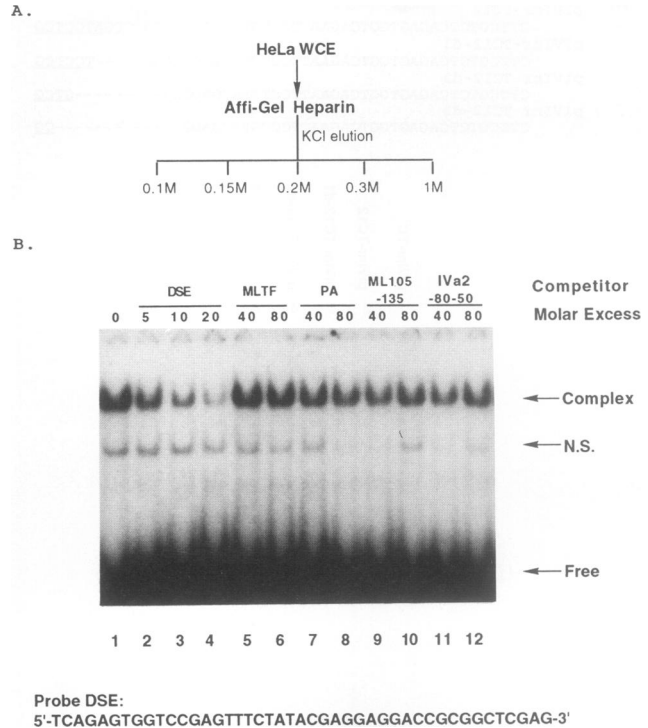 A.
HeLa WCE
Affi-Gel Heparin
KCl elution
0.1M 0.15M 0.2M 0.3M 1M
B.
DSE MLTF PA ML105 -135 IVa2 -80-50 Competitor
0 5 10 20 40 80 40 80 40 80 40 80 Molar Excess
Complex
N.S.
Free
1 2 3 4 5 6 7 8 9 10 11 12
Probe DSE:
5'-TCAGAGTGGTCCGAGTTTCTATACGAGGAGGACCGCGGCTCGAG-3'